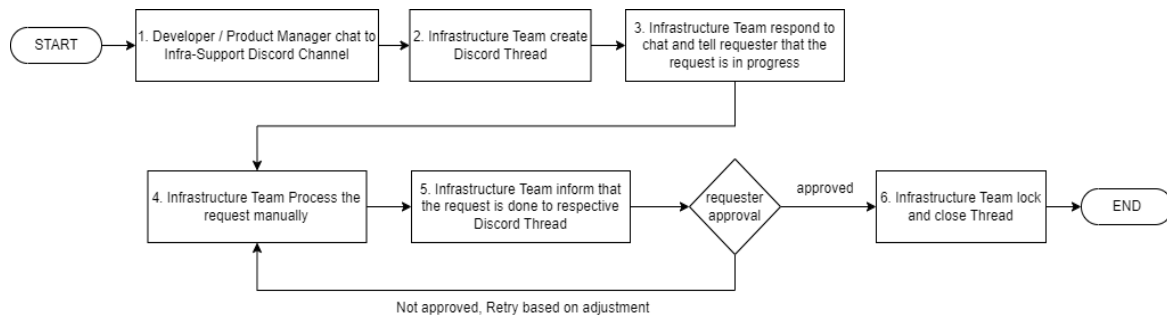 START
1. Developer / Product Manager chat to
Infra-Support Discord Channel
2. Infrastructure Team create
Discord Thread
3. Infrastructure Team respond to
chat and tell requester that the
request is in progress
4. Infrastructure Team Process the
request manually
5. Infrastructure Team inform that
the request is done to respective
Discord Thread
requester
approval
approved
6. Infrastructure Team lock
and close Thread
END
Not approved, Retry based on adjustment